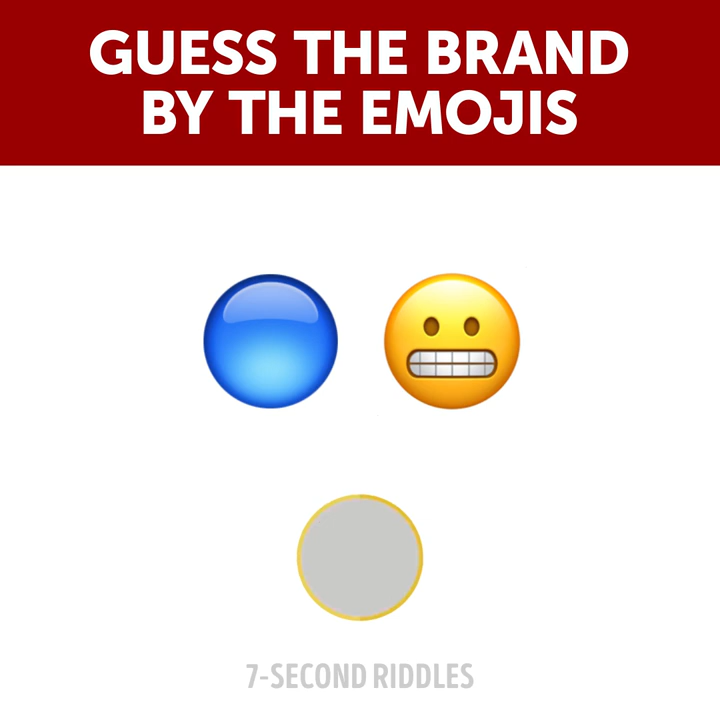 GUESS THE BRAND
BY THE EMOJIS
7-SECOND RIDDLES